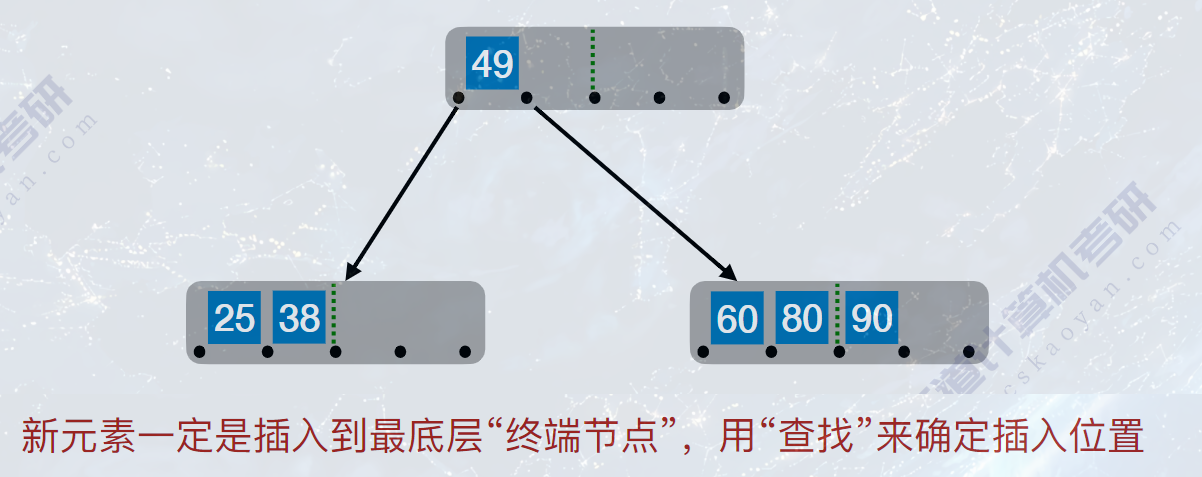 49
25 38 60 80 90
新元素一定是插入到最底层“终端节点”，用“查找”来确定插入位置
考研
yan.com
道计算机考研
cskaoyan.com